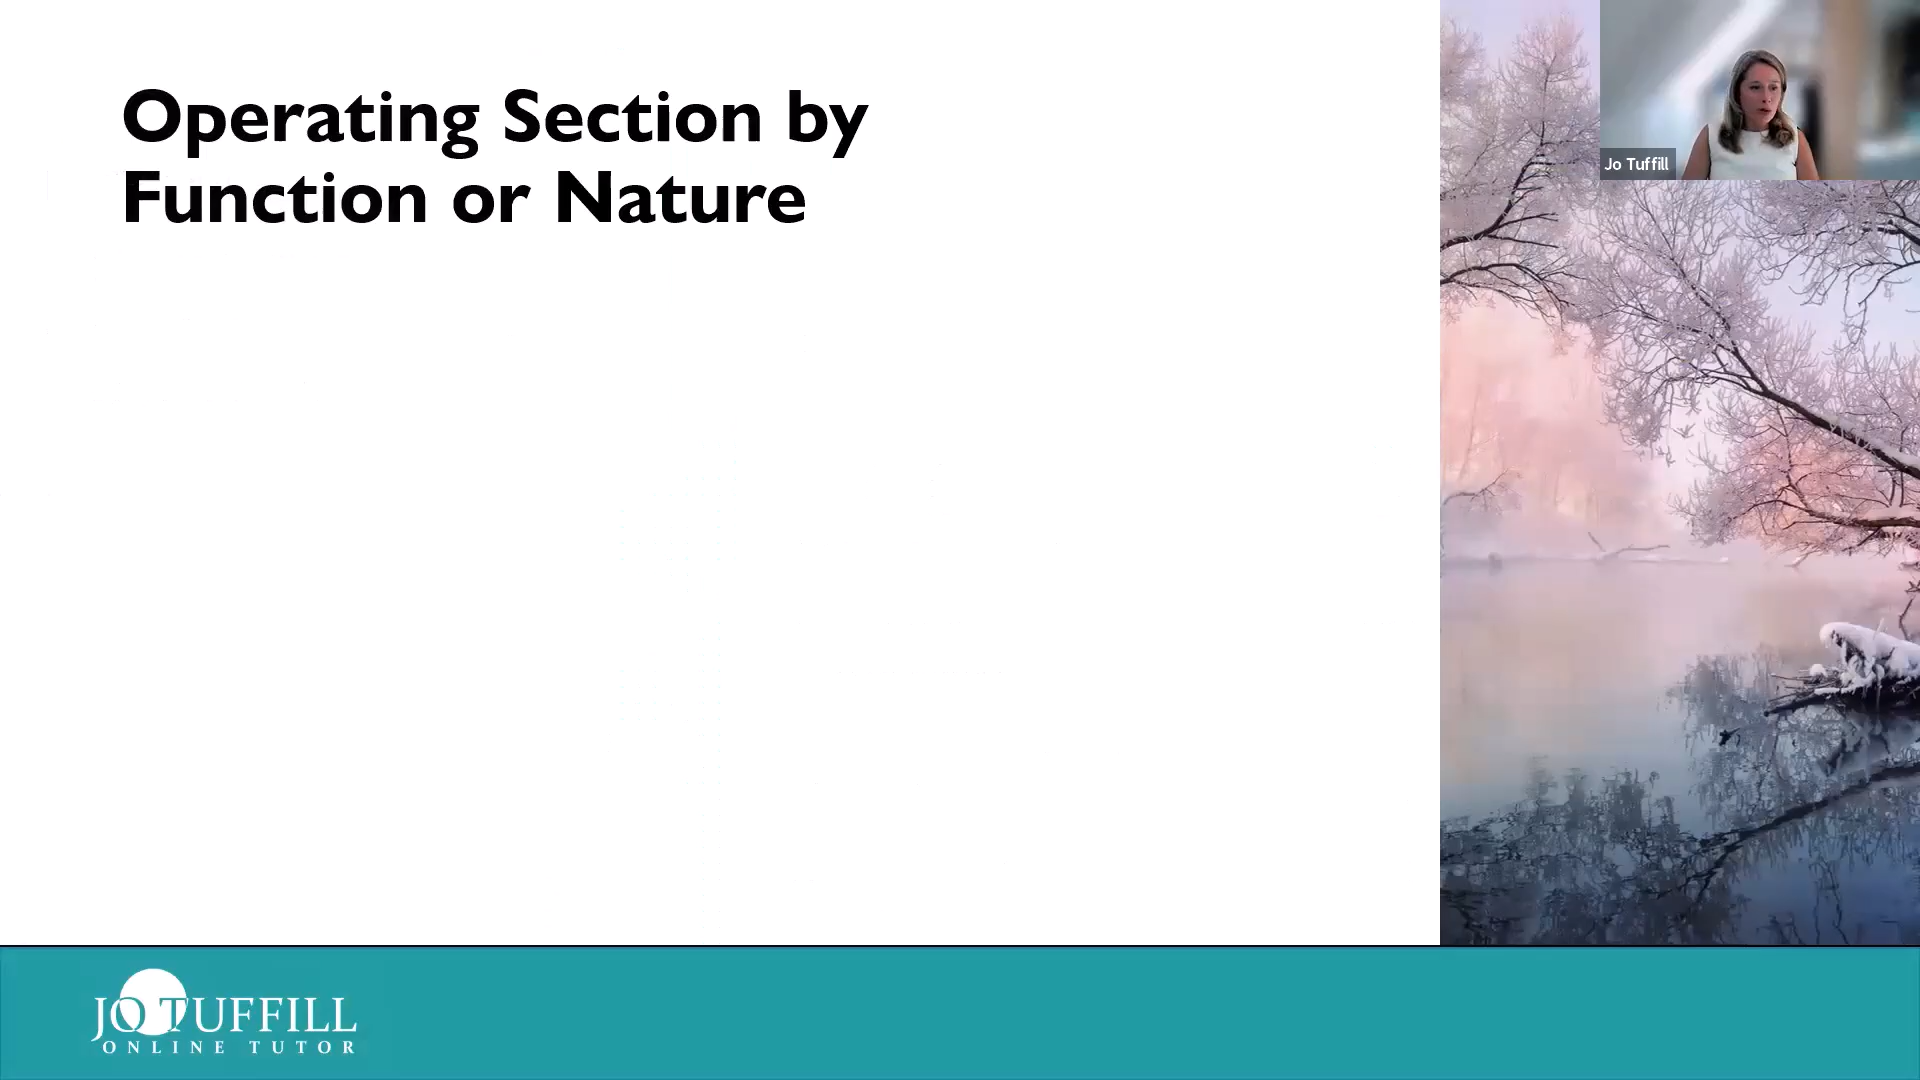 Operating Section by
Function or Nature
Jo Tuffill
JO TUFFILL
ONLINE TUTOR